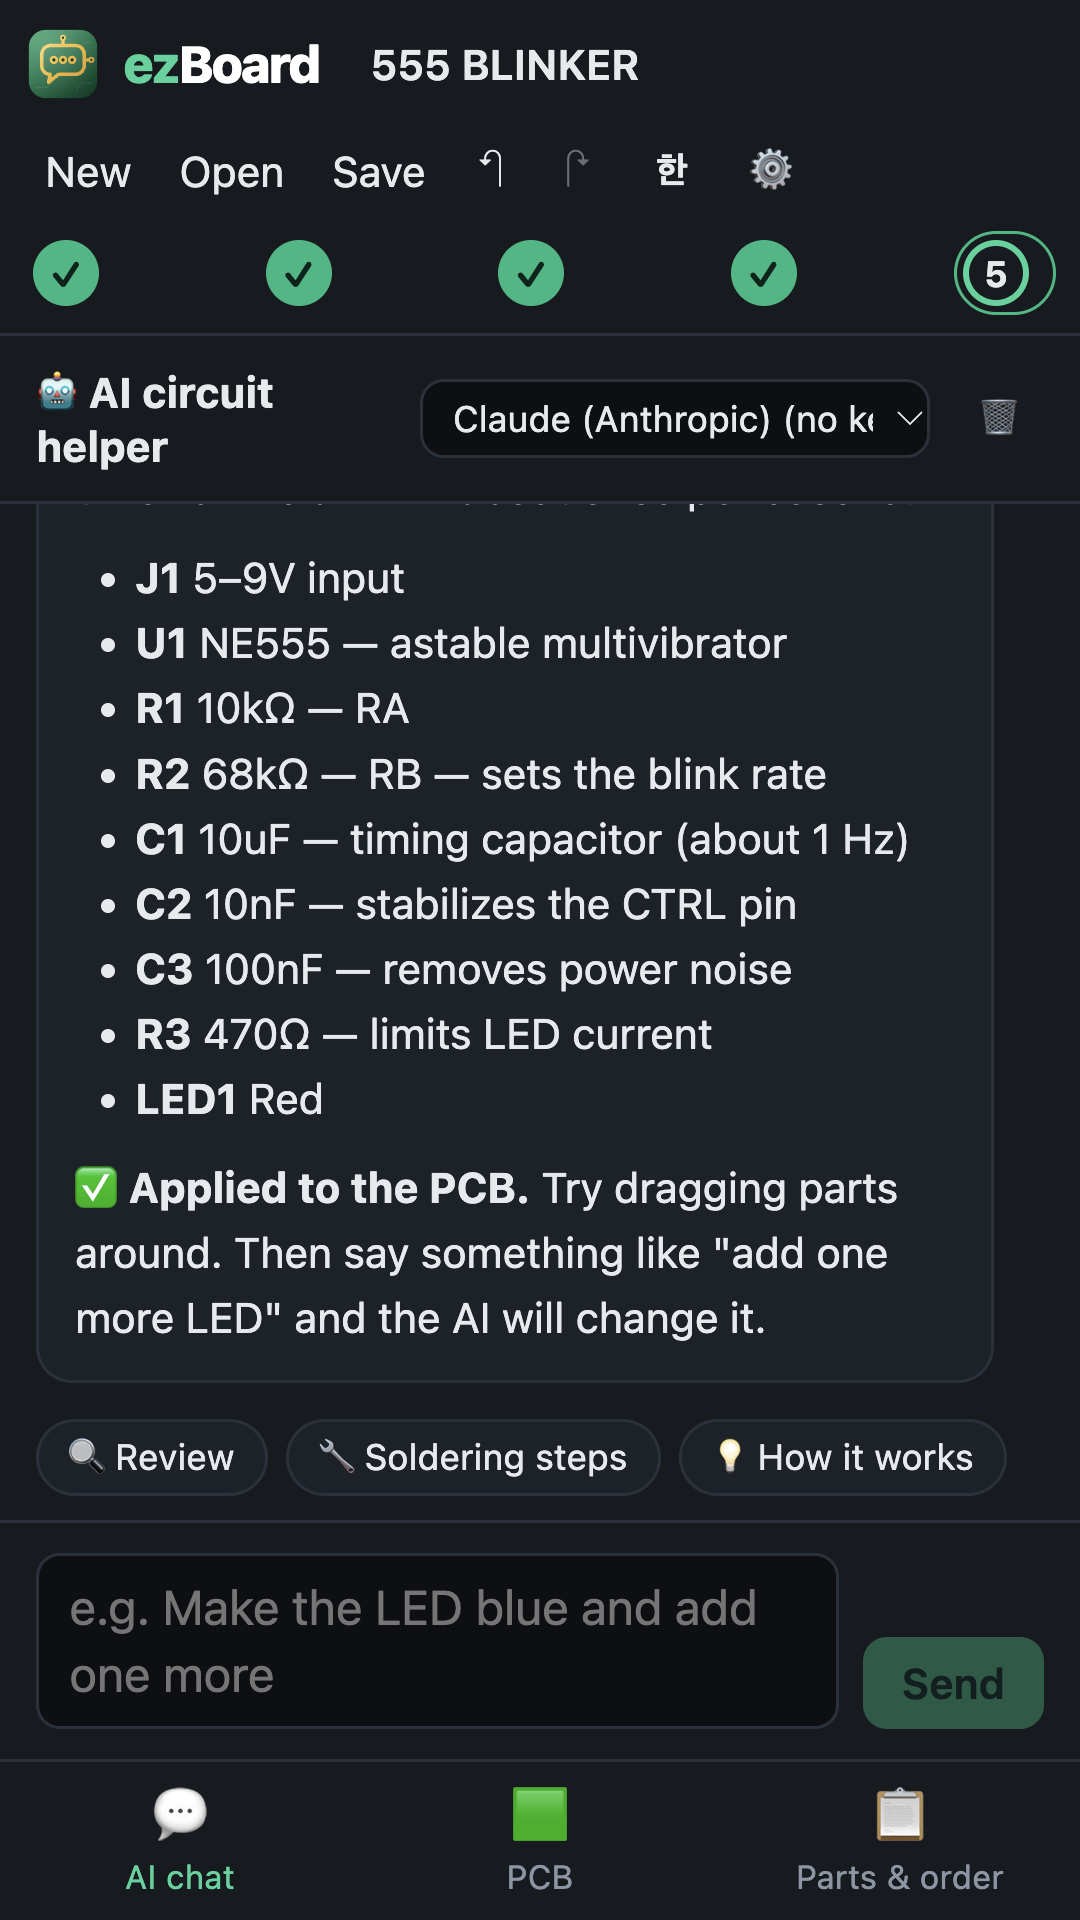 ezBoard 555 BLINKER
New Open Save 한
5
AI circuit
helper
Claude (Anthropic) (no ke
J1 5–9V input
U1 NE555 — astable multivibrator
R1 10kΩ — RA
R2 68kΩ — RB — sets the blink rate
C1 10uF — timing capacitor (about 1 Hz)
C2 10nF — stabilizes the CTRL pin
C3 100nF — removes power noise
R3 470Ω — limits LED current
LED1 Red
Applied to the PCB. Try dragging parts
around. Then say something like "add one
more LED" and the AI will change it.
Review Soldering steps How it works
e.g. Make the LED blue and add
one more
Send
AI chat PCB Parts & order